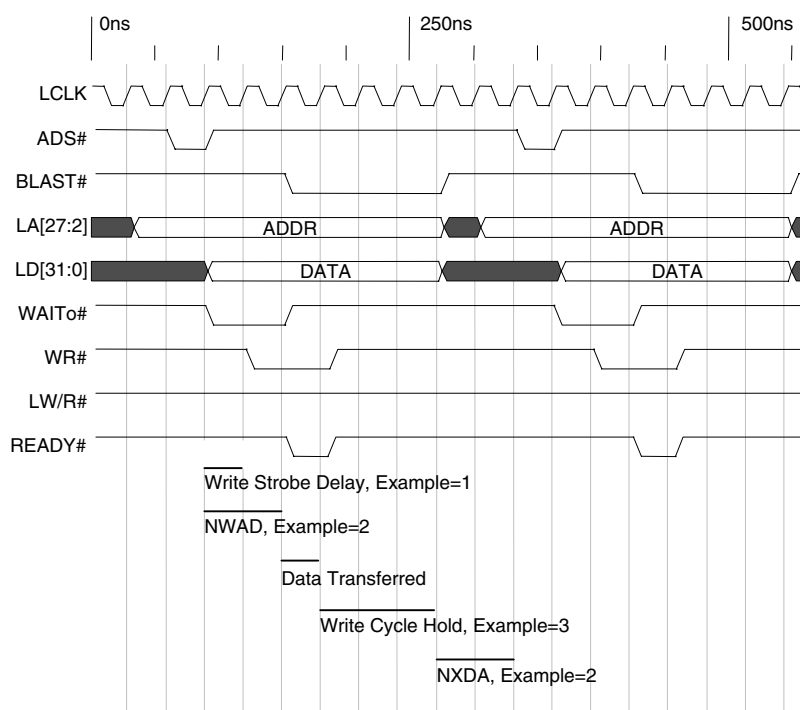 0ns 250ns 500ns
LCLK
ADS#
BLAST#
LA[27:2] ADDR ADDR
LD[31:0] DATA DATA
WAITo#
WR#
LW/R#
READY#
Write Strobe Delay, Example=1
NWAD, Example=2
Data Transferred
Write Cycle Hold, Example=3
NXDA, Example=2